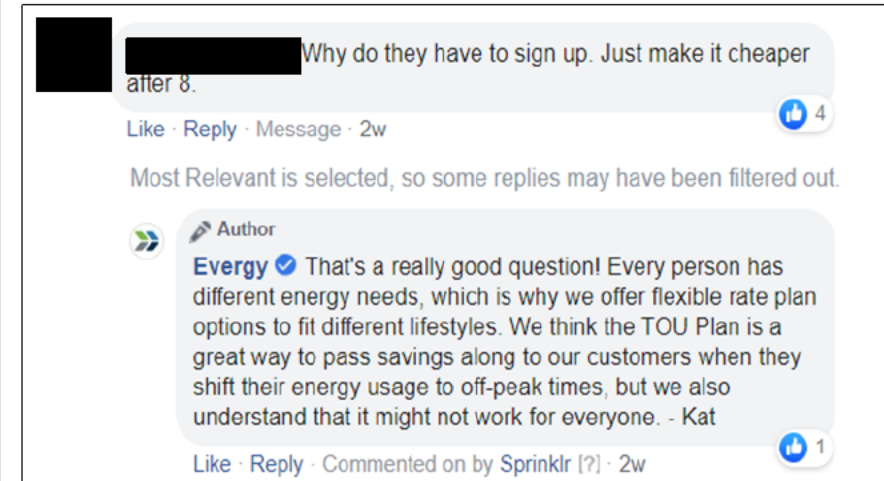 Why do they have to sign up. Just make it cheaper
after 8.
4
Like · Reply · Message · 2w
Most Relevant is selected, so some replies may have been filtered out.
Author
Evergy That's a really good question! Every person has
different energy needs, which is why we offer flexible rate plan
options to fit different lifestyles. We think the TOU Plan is a
great way to pass savings along to our customers when they
shift their energy usage to off-peak times, but we also
understand that it might not work for everyone. - Kat
1
Like · Reply · Commented on by Sprinklr [?] · 2w